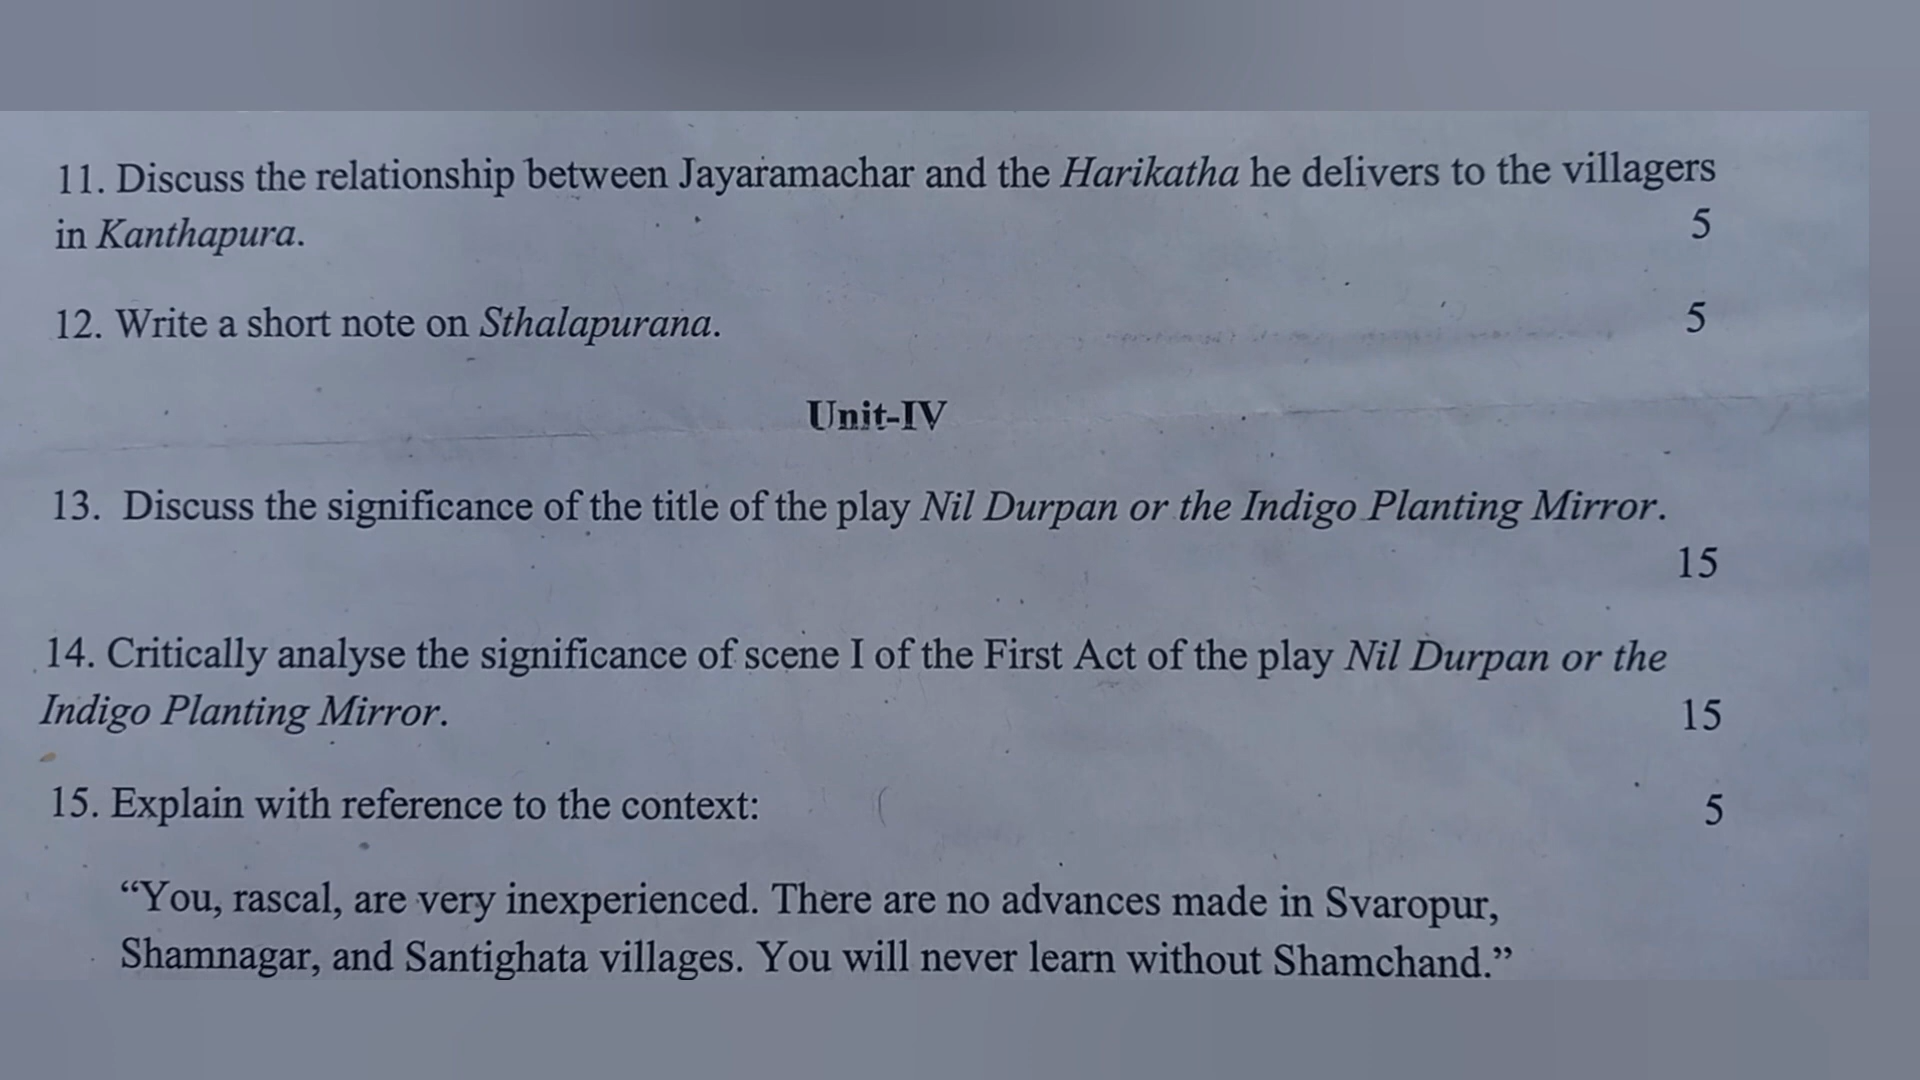 11. Discuss the relationship between Jayaramachar and the Harikatha he delivers to the villagers
in Kanthapura. 5
12. Write a short note on Sthalapurana. 5
Unit-IV
13. Discuss the significance of the title of the play Nil Durpan or the Indigo Planting Mirror.
15
14. Critically analyse the significance of scene I of the First Act of the play Nil Durpan or the
Indigo Planting Mirror. 15
15. Explain with reference to the context: 5
“You, rascal, are very inexperienced. There are no advances made in Svaropur,
Shamnagar, and Santighata villages. You will never learn without Shamchand.”